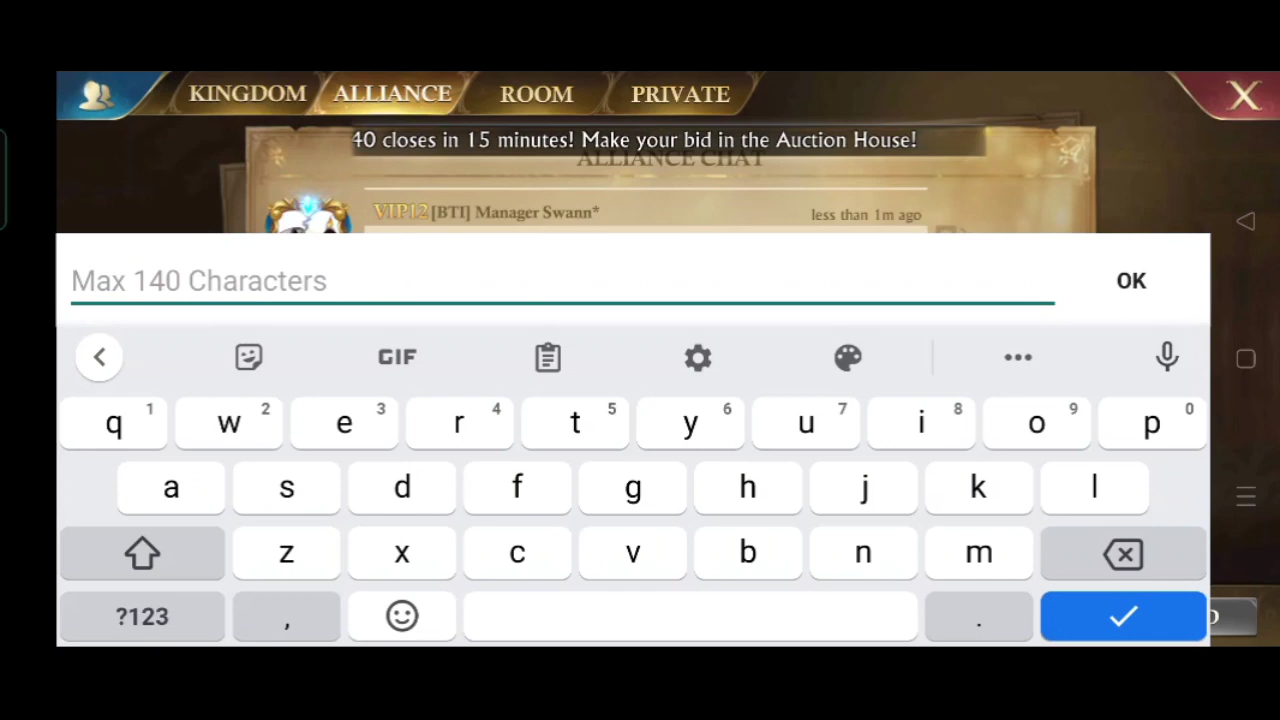 KINGDOM ALLIANCE ROOM PRIVATE X
40 closes in 15 minutes! Make your bid in the Auction House!
ALLIANCE CHAT
VIP12 [BTI] Manager Swann* less than 1m ago
Max 140 Characters OK
GIF
q 1 w 2 e 3 r 4 t 5 y 6 u 7 i 8 o 9 p 0
a s d f g h j k l
z x c v b n m
?123 , .